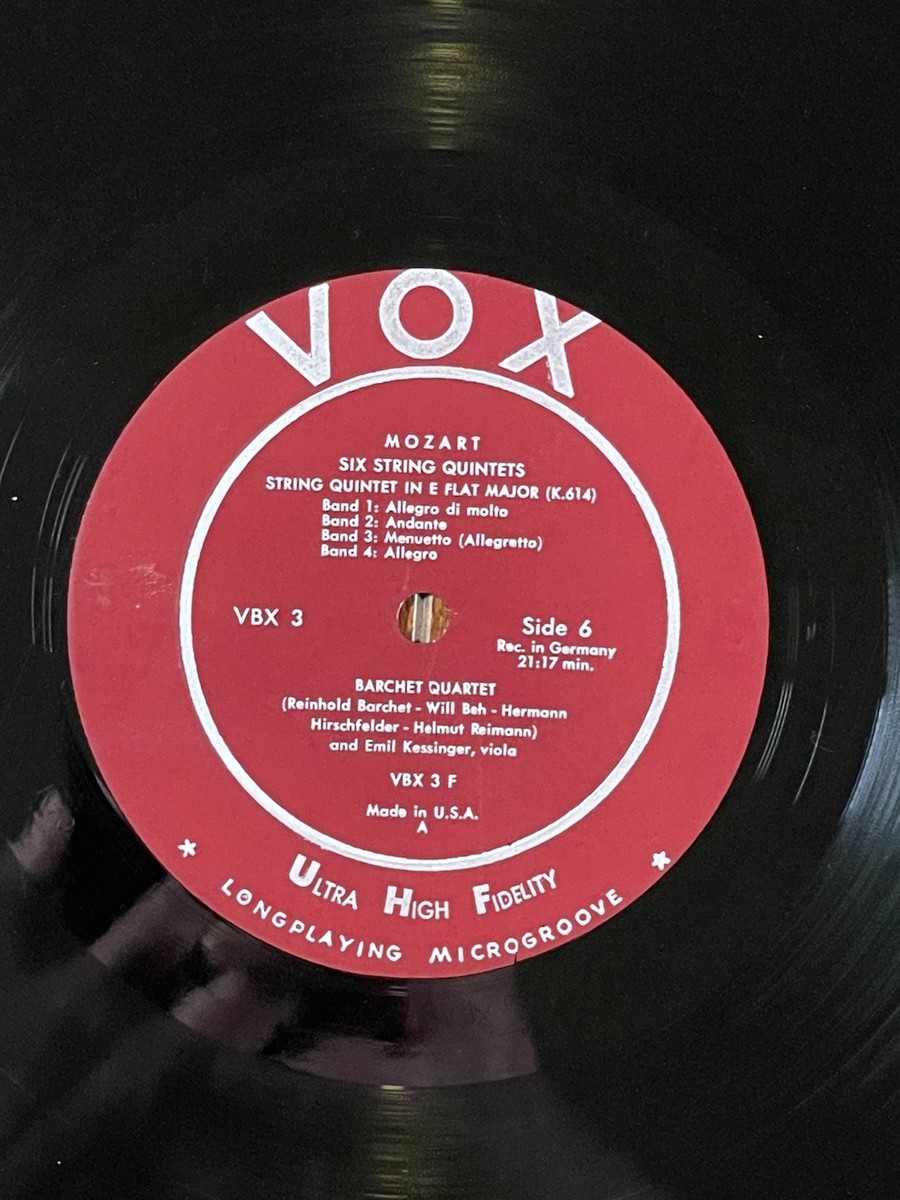 VOX
MOZART
SIX STRING QUINTETS
STRING QUINTET IN E FLAT MAJOR (K.614)
Band 1: Allegro di molto
Band 2: Andante
Band 3: Menuetto (Allegretto)
Band 4: Allegro
VBX 3
Side 6
Rec. in Germany
21:17 min.
BARCHET QUARTET
(Reinhold Barchet - Will Beh - Hermann
Hirschfelder - Helmut Reimann)
and Emil Kessinger, viola
VBX 3 F
Made in U.S.A.
A
ULTRA HIGH FIDELITY
* LONGPLAYING MICROGROOVE *